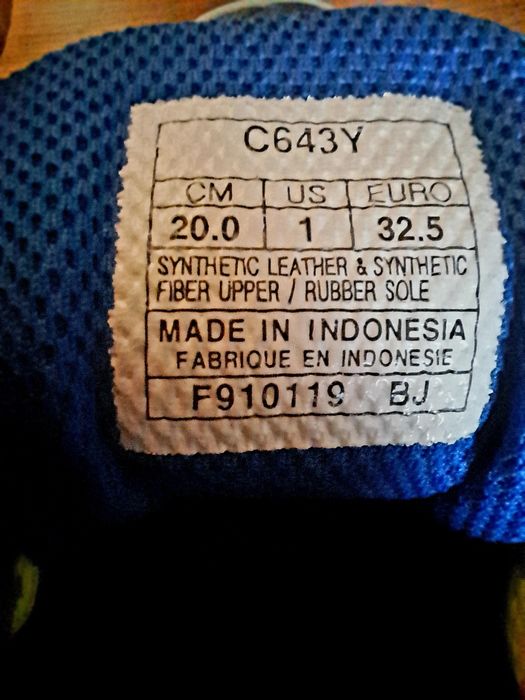 C643Y
CM US EURO
20.0 1 32.5
SYNTHETIC LEATHER & SYNTHETIC
FIBER UPPER / RUBBER SOLE
MADE IN INDONESIA
FABRIQUE EN INDONESIE
F910119 BJ